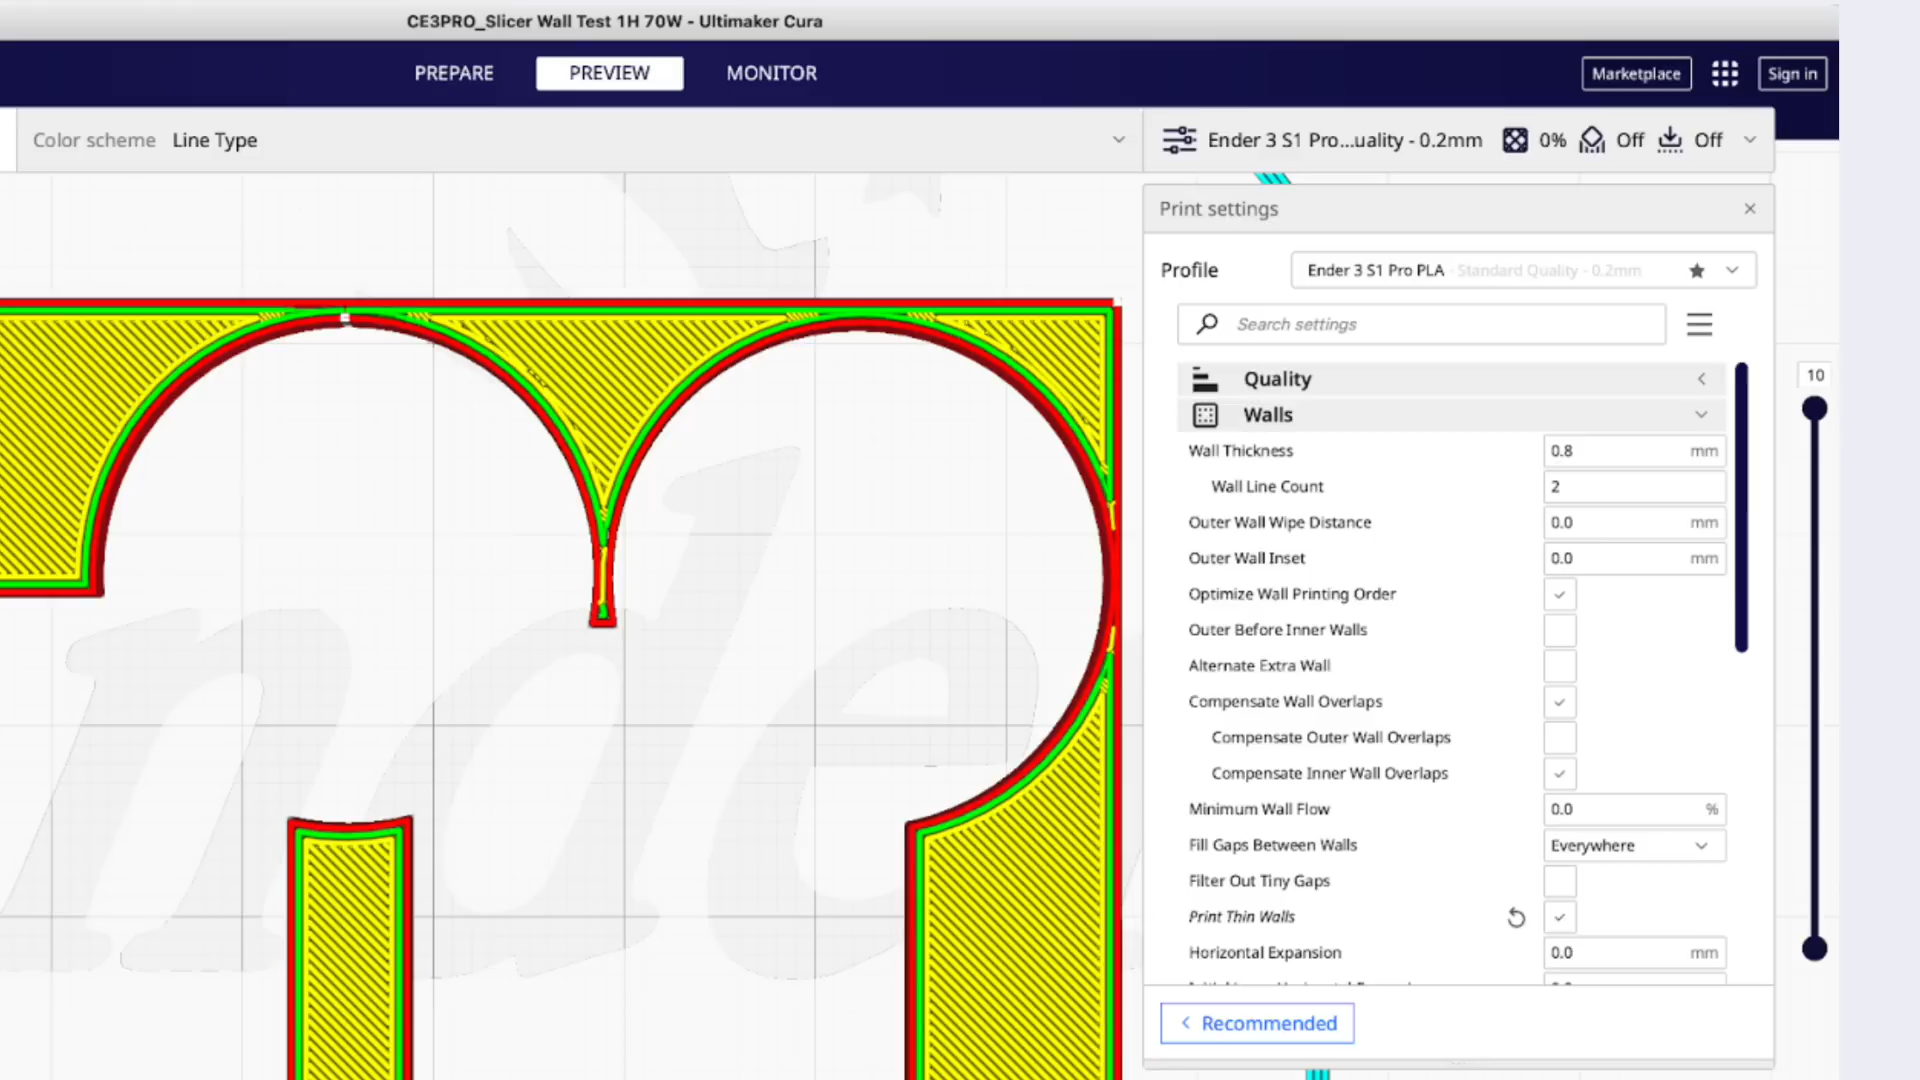 CE3PRO_Slicer Wall Test 1H 70W - Ultimaker Cura
PREPARE PREVIEW MONITOR Marketplace Sign in
Color scheme Line Type Ender 3 S1 Pro...uality - 0.2mm 0% Off Off
Print settings
Profile Ender 3 S1 Pro PLA - Standard Quality - 0.2mm
Search settings
Quality
10
Walls
Wall Thickness 0.8 mm
Wall Line Count 2
Outer Wall Wipe Distance 0.0 mm
Outer Wall Inset 0.0 mm
Optimize Wall Printing Order
Outer Before Inner Walls
Alternate Extra Wall
Compensate Wall Overlaps
Compensate Outer Wall Overlaps
Compensate Inner Wall Overlaps
Minimum Wall Flow 0.0 %
Fill Gaps Between Walls Everywhere
Filter Out Tiny Gaps
Print Thin Walls
Horizontal Expansion 0.0 mm
Recommended